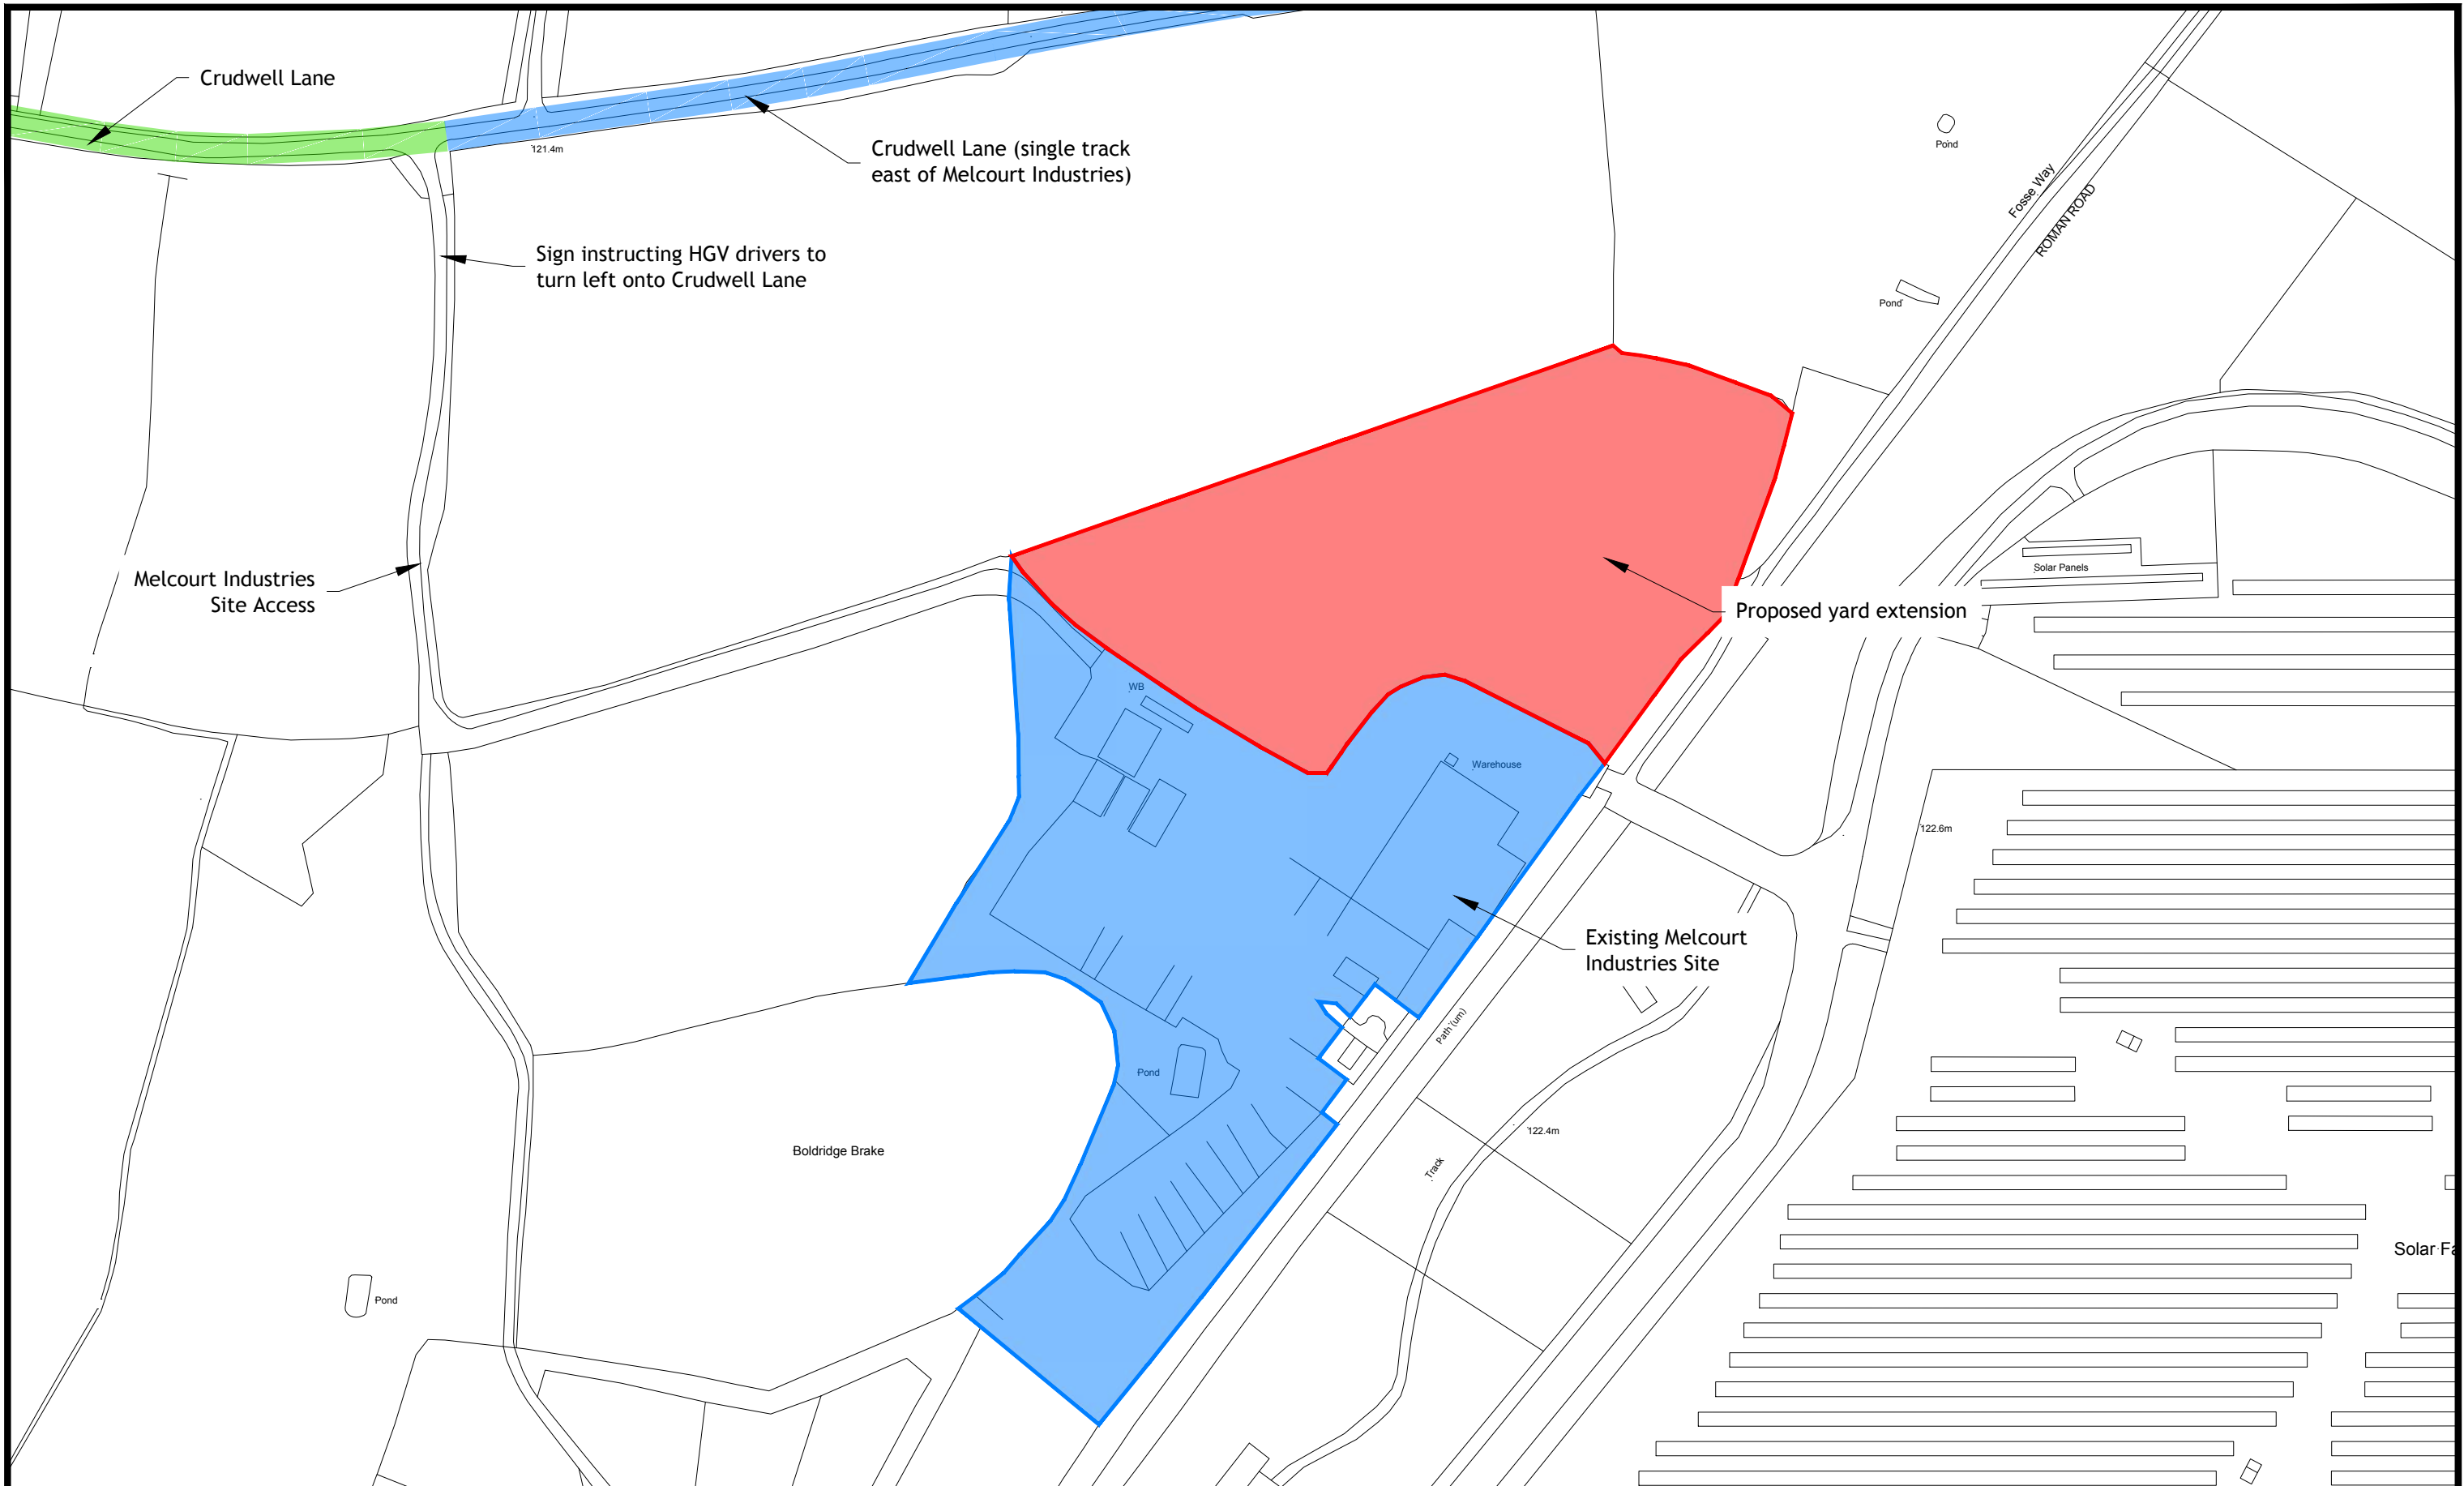 Crudwell Lane
Crudwell Lane (single track
east of Melcourt Industries)
121.4m
Pond
Fosse Way
ROMAN ROAD
Sign instructing HGV drivers to
turn left onto Crudwell Lane
Pond
Melcourt Industries
Site Access
Solar Panels
Proposed yard extension
WB
Warehouse
122.6m
Existing Melcourt
Industries Site
Path (um)
Pond
122.4m
Boldridge Brake
Track
Solar Fa
Pond